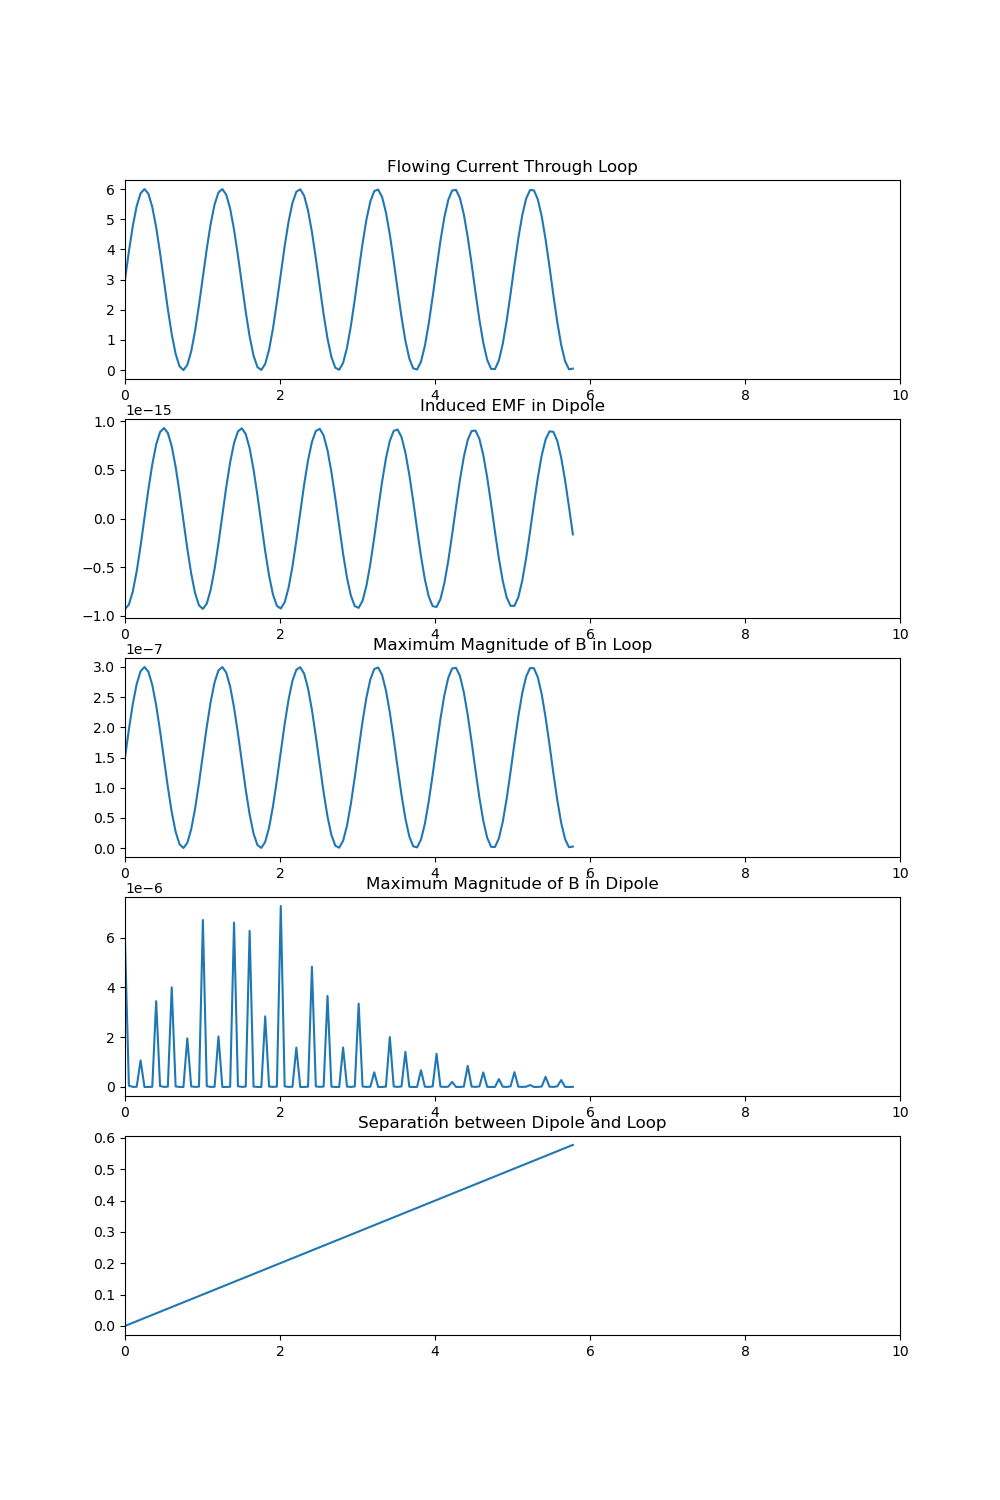 Flowing Current Through Loop
6
5
4
3
2
1
0
0 2 4 6 8 10
1e−15
Induced EMF in Dipole
1.0
0.5
0.0
−0.5
−1.0
0 2 4 6 8 10
1e−7
Maximum Magnitude of B in Loop
3.0
2.5
2.0
1.5
1.0
0.5
0.0
0 2 4 6 8 10
1e−6
Maximum Magnitude of B in Dipole
6
4
2
0
0 2 4 6 8 10
Separation between Dipole and Loop
0.6
0.5
0.4
0.3
0.2
0.1
0.0
0 2 4 6 8 10